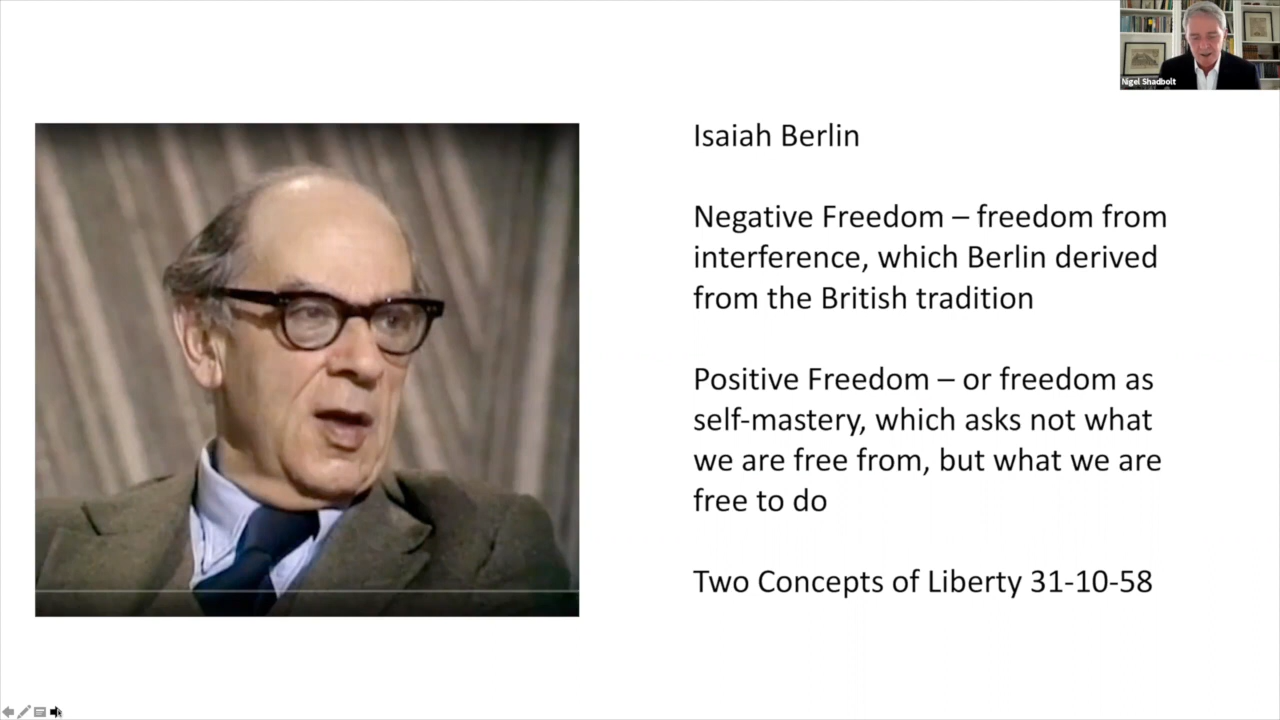 Nigel Shadbolt
Isaiah Berlin
Negative Freedom – freedom from
interference, which Berlin derived
from the British tradition
Positive Freedom – or freedom as
self-mastery, which asks not what
we are free from, but what we are
free to do
Two Concepts of Liberty 31-10-58